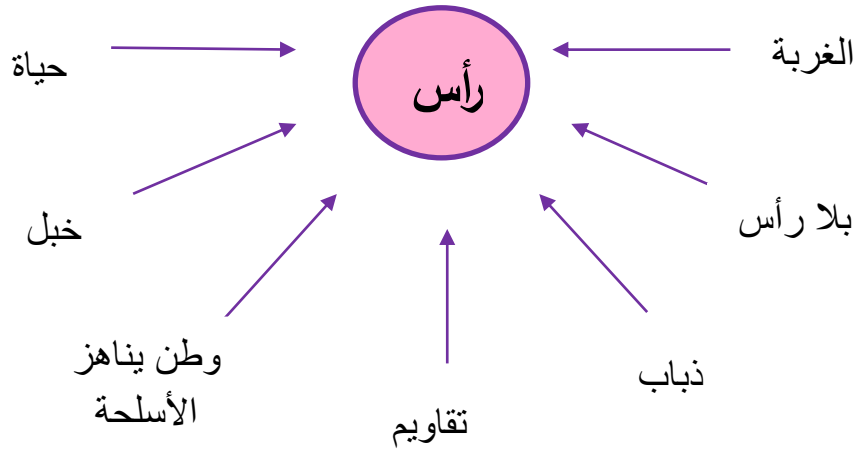 رأس
الغربة
بلا رأس
ذباب
تقاويم
وطن يناهز
الأسلحة
خبل
حياة